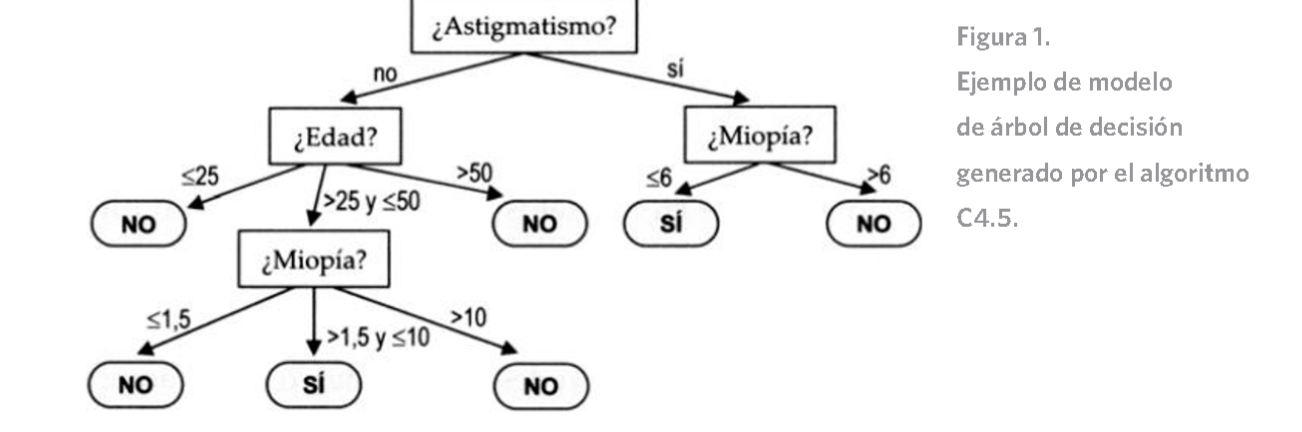 ¿Astigmatismo?
no
sí
¿Edad?
¿Miopía?
≤25
>25 y ≤50
>50
≤6
>6
NO
NO
SÍ
NO
¿Miopía?
≤1,5
>1,5 y ≤10
>10
NO
SÍ
NO
Figura 1.
Ejemplo de modelo
de árbol de decisión
generado por el algoritmo
C4.5.